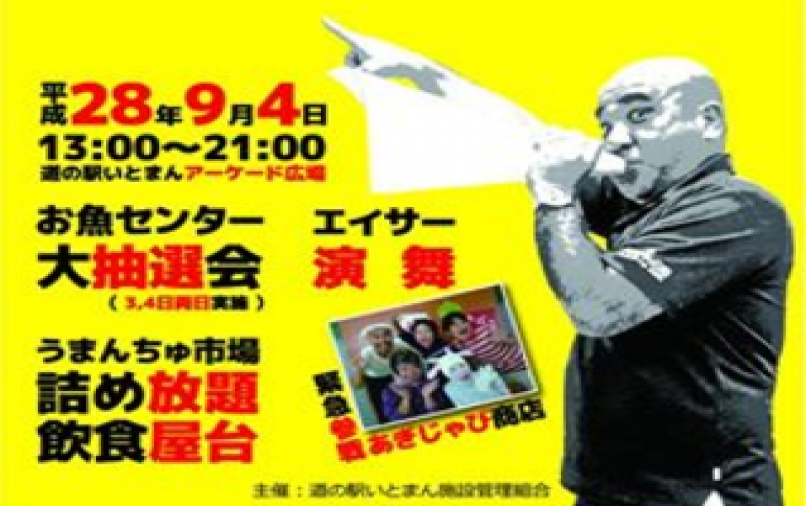 平成28年9月4日
13:00～21:00
道の駅いとまんアーケード広場
お魚センター
大抽選会
( 3,4日両日実施 )
エイサー
演舞
うまんちゅ市場
詰め放題
飲食屋台
緊急参戦あきじゃび商店
主催：道の駅いとまん施設管理組合